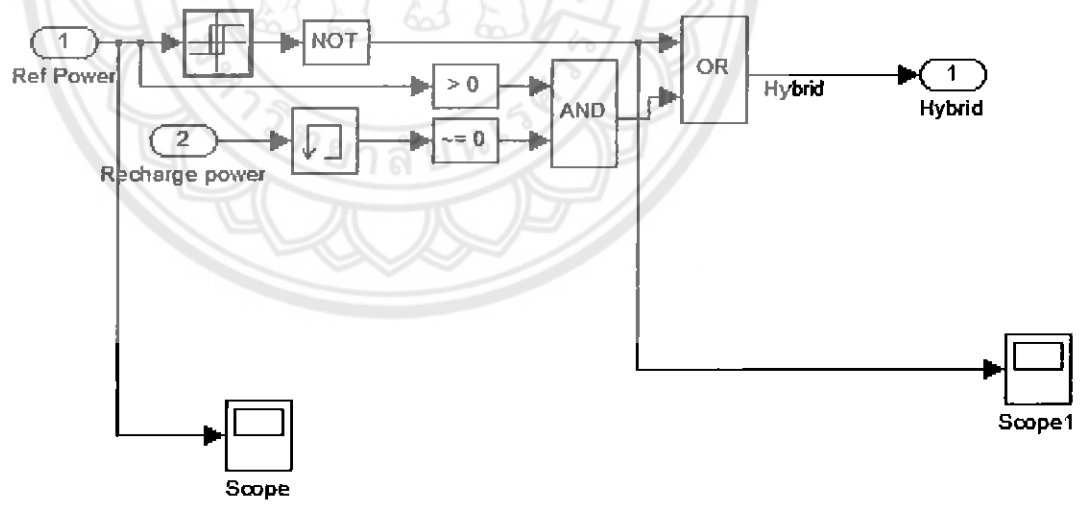 1
Ref Power
NOT
> 0
AND
OR
Hybrid
1
Hybrid
2
Recharge power
~= 0
Scope
Scope1